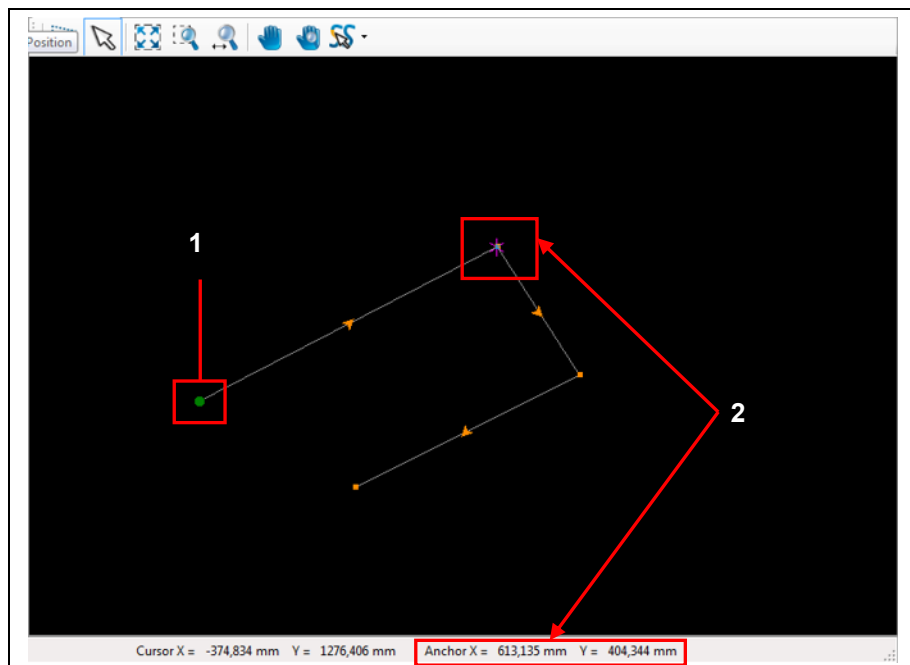 Position
1
2
Cursor X = -374,834 mm Y = 1276,406 mm Anchor X = 613,135 mm Y = 404,344 mm